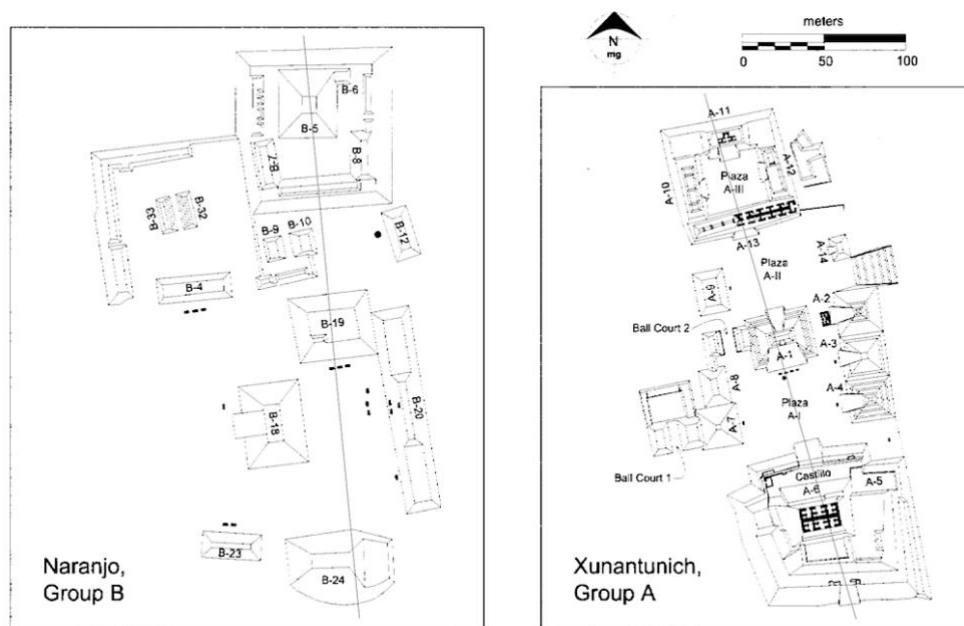 meters
N
mg
0 50 100
B-6
B-5
B-7
B-8
B-33
B-32
B-9
B-10
B-12
B-4
B-19
B-20
B-18
B-23
B-24
Naranjo,
Group B
A-11
A-10
Plaza
A-III
A-12
A-13
Plaza
A-II
A-14
A-9
A-2
Ball Court 2
A-3
A-1
A-8
A-4
Plaza
A-I
A-7
Ball Court 1
Castillo
A-6
A-5
Xunantunich,
Group A